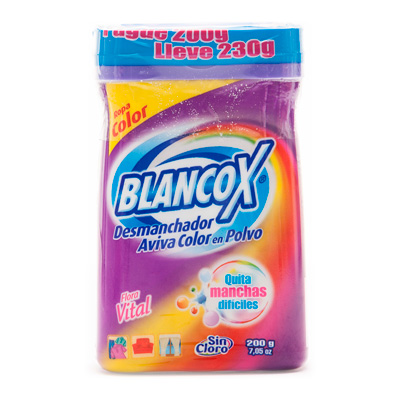 Pague 200g
Lleve 230g
Ropa
Color
BLANCOX®
Desmanchador
Aviva Color en Polvo
Quita
manchas
difíciles
Flora
Vital
Sin
Cloro
200 g
7,05 oz